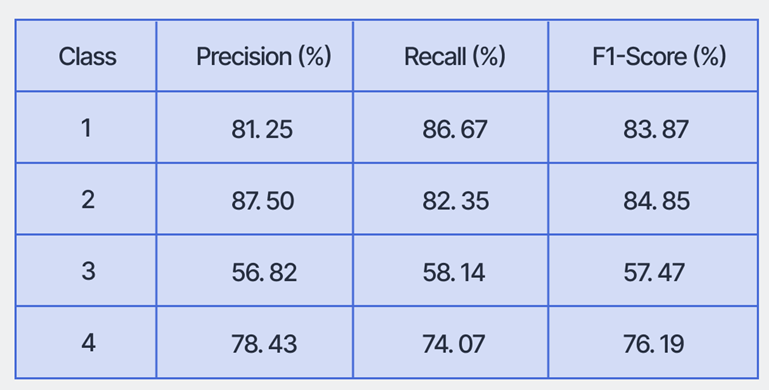 Class Precision (%) Recall (%) F1-Score (%)
1 81. 25 86. 67 83. 87
2 87. 50 82. 35 84. 85
3 56. 82 58. 14 57. 47
4 78. 43 74. 07 76. 19